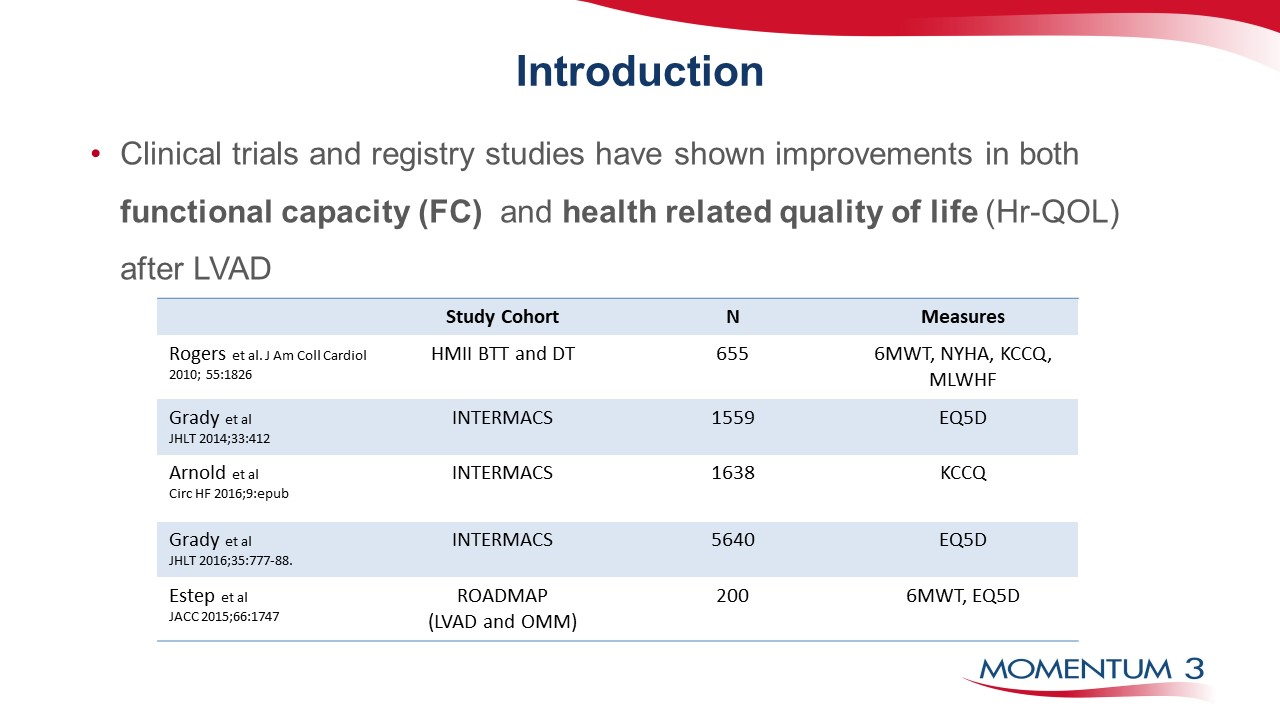 Introduction
• Clinical trials and registry studies have shown improvements in both
functional capacity (FC) and health related quality of life (Hr-QOL)
after LVAD
Study Cohort N Measures
Rogers et al. J Am Coll Cardiol HMII BTT and DT 655 6MWT, NYHA, KCCQ,
2010; 55:1826 MLWHF
Grady et al INTERMACS 1559 EQ5D
JHLT 2014;33:412
Arnold et al INTERMACS 1638 KCCQ
Circ HF 2016;9:epub
Grady et al INTERMACS 5640 EQ5D
JHLT 2016;35:777-88.
Estep et al ROADMAP 200 6MWT, EQ5D
JACC 2015;66:1747 (LVAD and OMM)
MOMENTUM 3